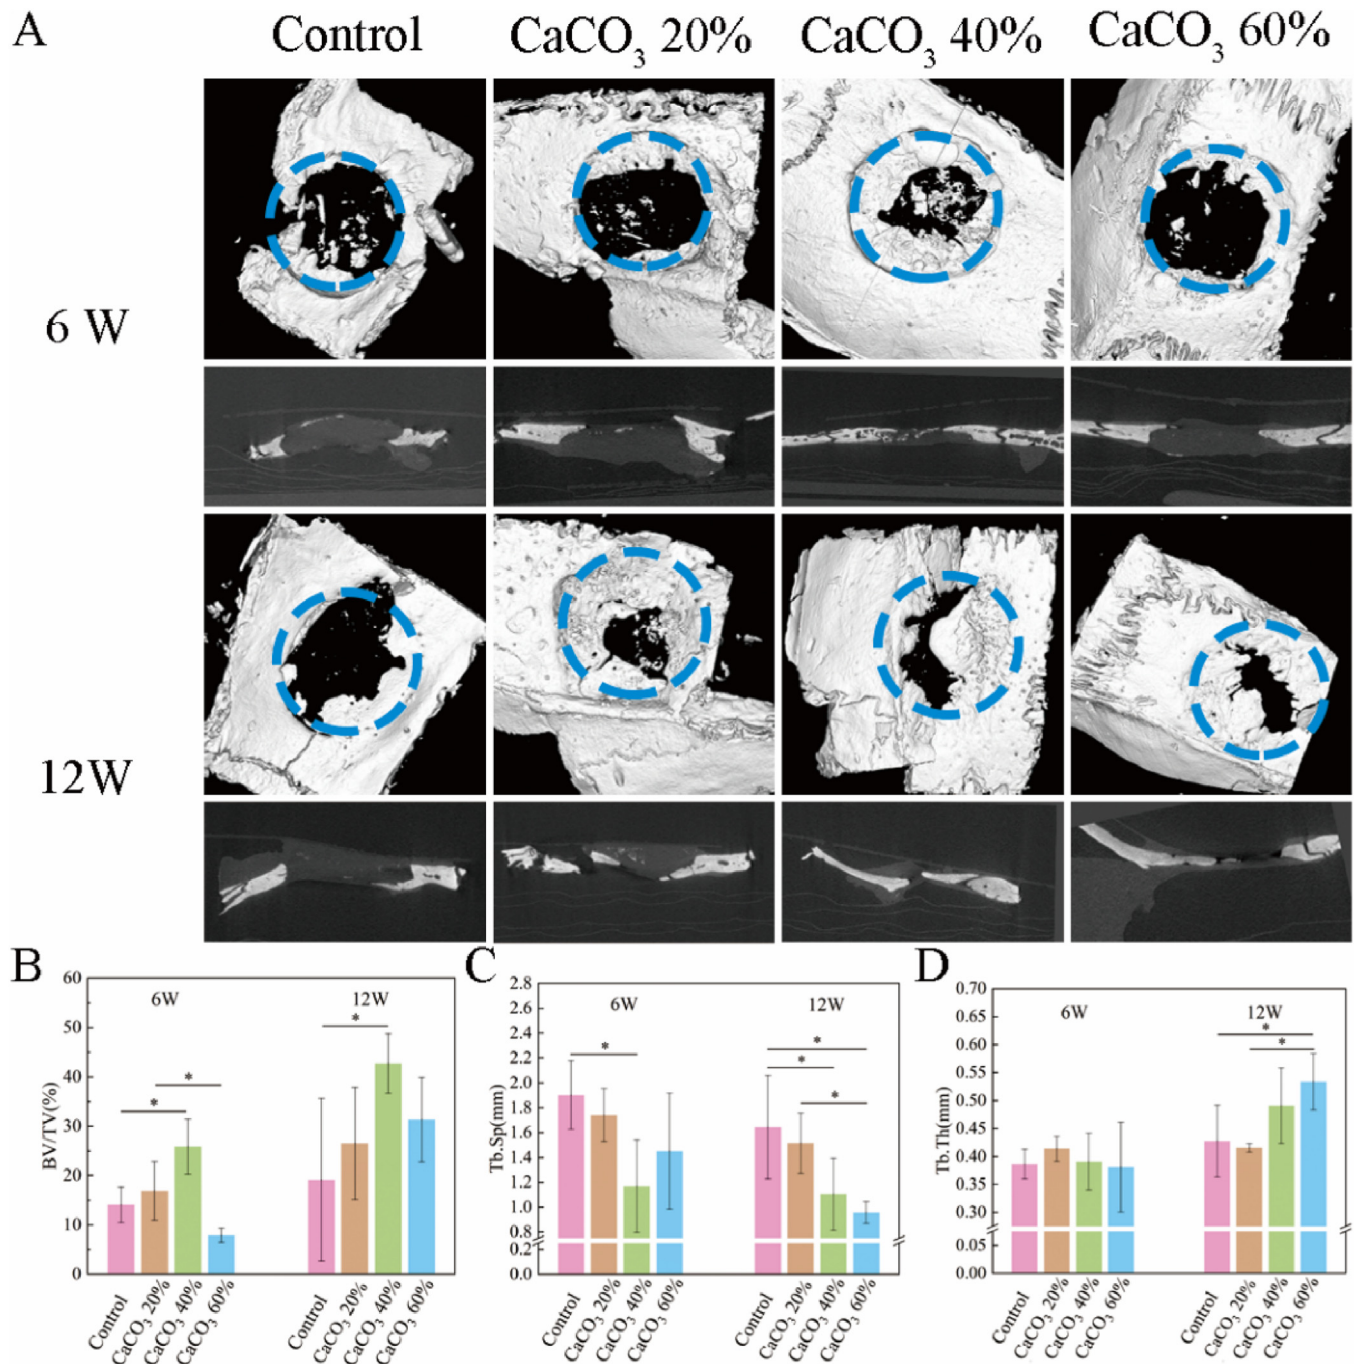 A
Control CaCO3 20% CaCO3 40% CaCO3 60%
6 W
12W
B
BV/TV(%)
60
50
40
30
20
10
0
6W 12W
*
*
*
Control CaCO3 20% CaCO3 40% CaCO3 60% Control CaCO3 20% CaCO3 40% CaCO3 60%
C
Tb.Sp(mm)
2.8
2.6
2.4
2.2
2.0
1.8
1.6
1.4
1.2
1.0
0.8
0.2
0.0
6W 12W
*
*
*
*
Control CaCO3 20% CaCO3 40% CaCO3 60% Control CaCO3 20% CaCO3 40% CaCO3 60%
D
Tb.Th(mm)
0.70
0.65
0.60
0.55
0.50
0.45
0.40
0.35
0.30
0.05
0.00
6W 12W
*
*
Control CaCO3 20% CaCO3 40% CaCO3 60% Control CaCO3 20% CaCO3 40% CaCO3 60%